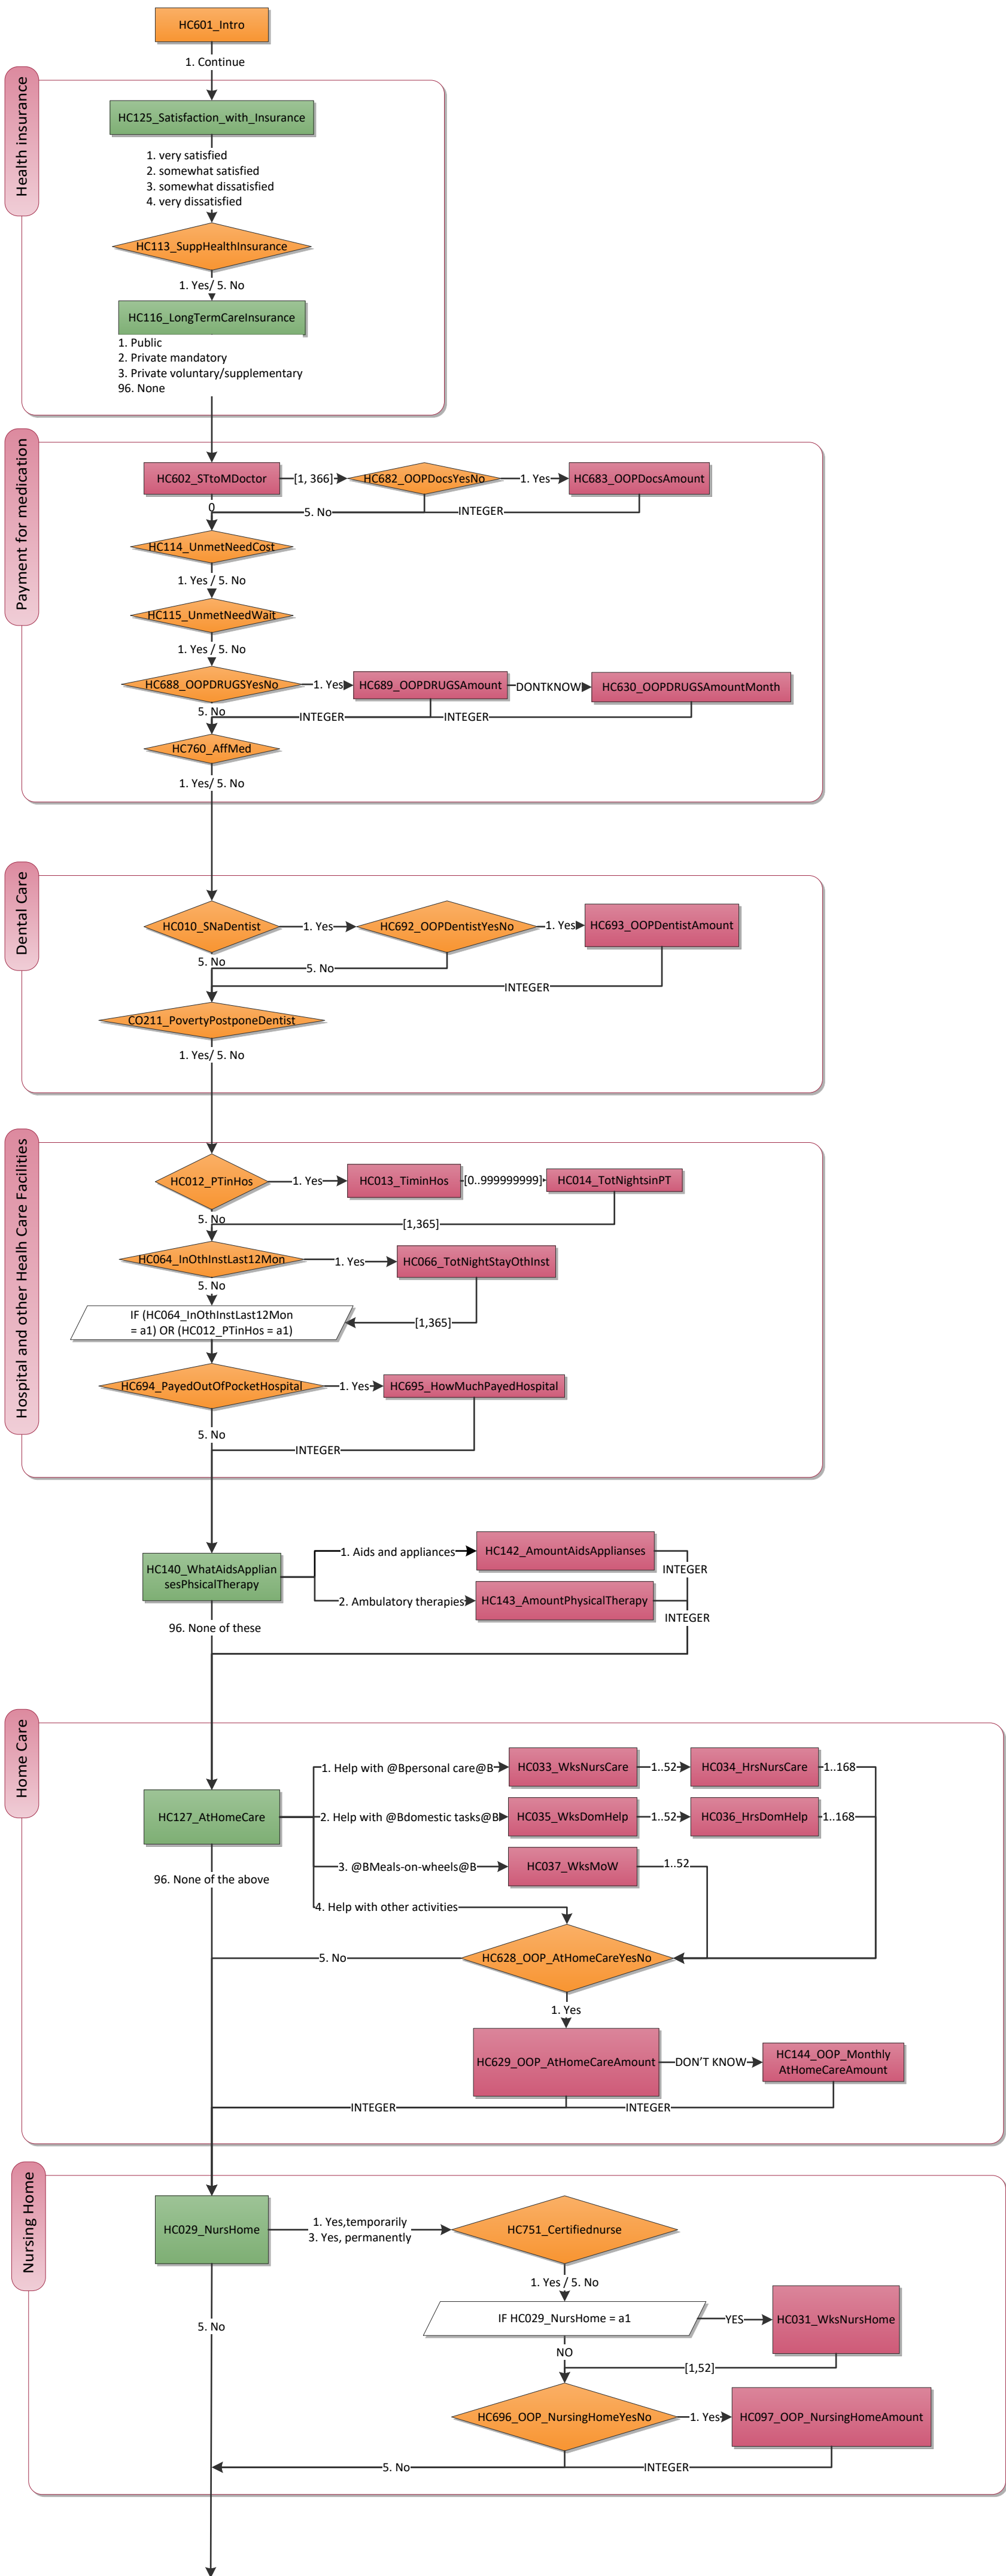 HC601_Intro
1. Continue
Health insurance
HC125_Satisfaction_with_Insurance
1. very satisfied
2. somewhat satisfied
3. somewhat dissatisfied
4. very dissatisfied
HC113_SuppHealthInsurance
1. Yes/ 5. No
HC116_LongTermCareInsurance
1. Public
2. Private mandatory
3. Private voluntary/supplementary
96. None
Payment for medication
HC602_STtoMDoctor
[1, 366]
HC682_OOPDocsYesNo
1. Yes
HC683_OOPDocsAmount
0
5. No
INTEGER
HC114_UnmetNeedCost
1. Yes / 5. No
HC115_UnmetNeedWait
1. Yes / 5. No
HC688_OOPDRUGSYesNo
1. Yes
HC689_OOPDRUGSAmount
DONTKNOW
HC630_OOPDRUGSAmountMonth
5. No
INTEGER
INTEGER
HC760_AffMed
1. Yes/ 5. No
Dental Care
HC010_SNaDentist
1. Yes
HC692_OOPDentistYesNo
1. Yes
HC693_OOPDentistAmount
5. No
5. No
INTEGER
CO211_PovertyPostponeDentist
1. Yes/ 5. No
Hospital and other Healh Care Facilities
HC012_PTinHos
1. Yes
HC013_TiminHos
[0..999999999]
HC014_TotNightsinPT
5. No
[1,365]
HC064_InOthInstLast12Mon
1. Yes
HC066_TotNightStayOthInst
5. No
IF (HC064_InOthInstLast12Mon
= a1) OR (HC012_PTinHos = a1)
[1,365]
HC694_PayedOutOfPocketHospital
1. Yes
HC695_HowMuchPayedHospital
5. No
INTEGER
HC140_WhatAidsApplian
sesPhsicalTherapy
1. Aids and appliances
HC142_AmountAidsApplianses
INTEGER
2. Ambulatory therapies
HC143_AmountPhysicalTherapy
INTEGER
96. None of these
Home Care
HC127_AtHomeCare
1. Help with @Bpersonal care@B
HC033_WksNursCare
1..52
HC034_HrsNursCare
1..168
2. Help with @Bdomestic tasks@B
HC035_WksDomHelp
1..52
HC036_HrsDomHelp
1..168
3. @BMeals-on-wheels@B
HC037_WksMoW
1..52
96. None of the above
4. Help with other activities
HC628_OOP_AtHomeCareYesNo
5. No
1. Yes
HC629_OOP_AtHomeCareAmount
DON'T KNOW
HC144_OOP_Monthly
AtHomeCareAmount
INTEGER
INTEGER
Nursing Home
HC029_NursHome
1. Yes,temporarily
3. Yes, permanently
HC751_Certifiednurse
1. Yes / 5. No
5. No
IF HC029_NursHome = a1
YES
HC031_WksNursHome
NO
[1,52]
HC696_OOP_NursingHomeYesNo
1. Yes
HC097_OOP_NursingHomeAmount
5. No
INTEGER